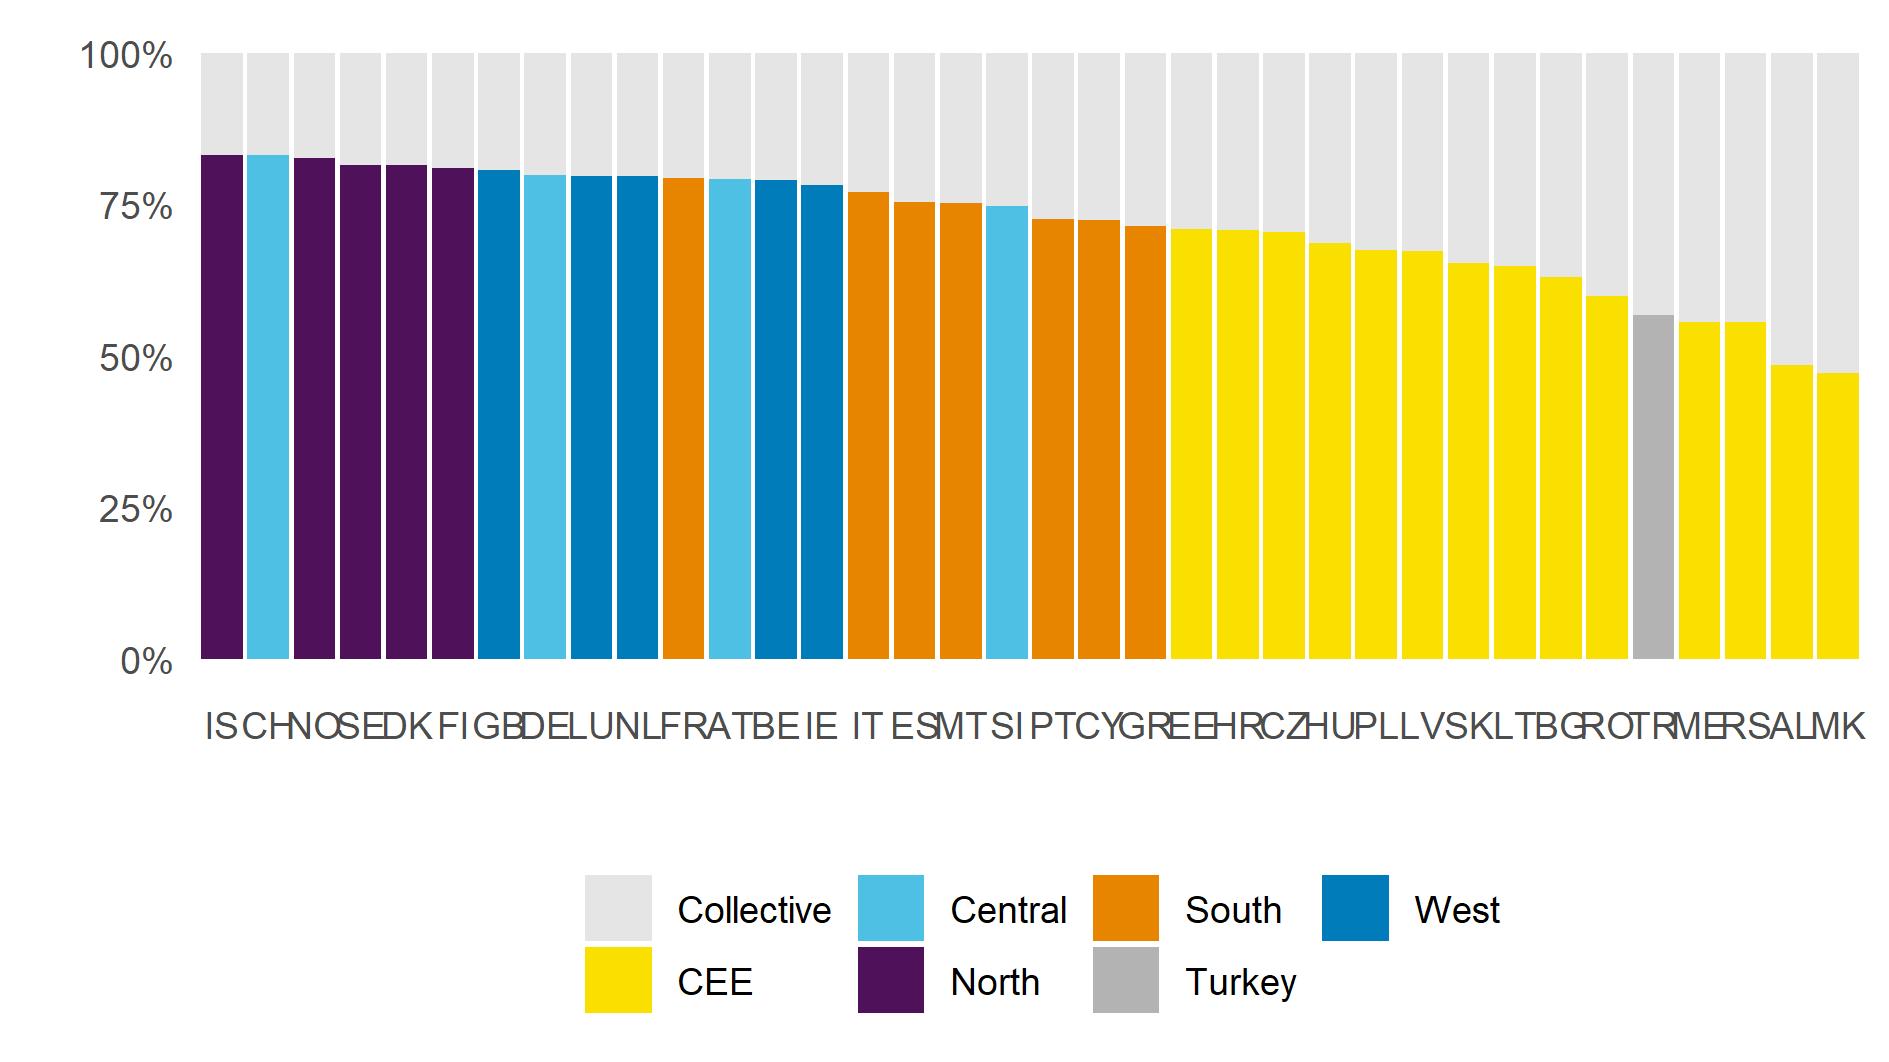 100%
75%
50%
25%
0%
IS CH NO SE DK FI GB DE LU NL FR AT BE IE IT ES MT SI PT CY GR EE HR CZ HU PL LV SK LT BG RO TR ME RS AL MK
Collective Central South West
CEE North Turkey